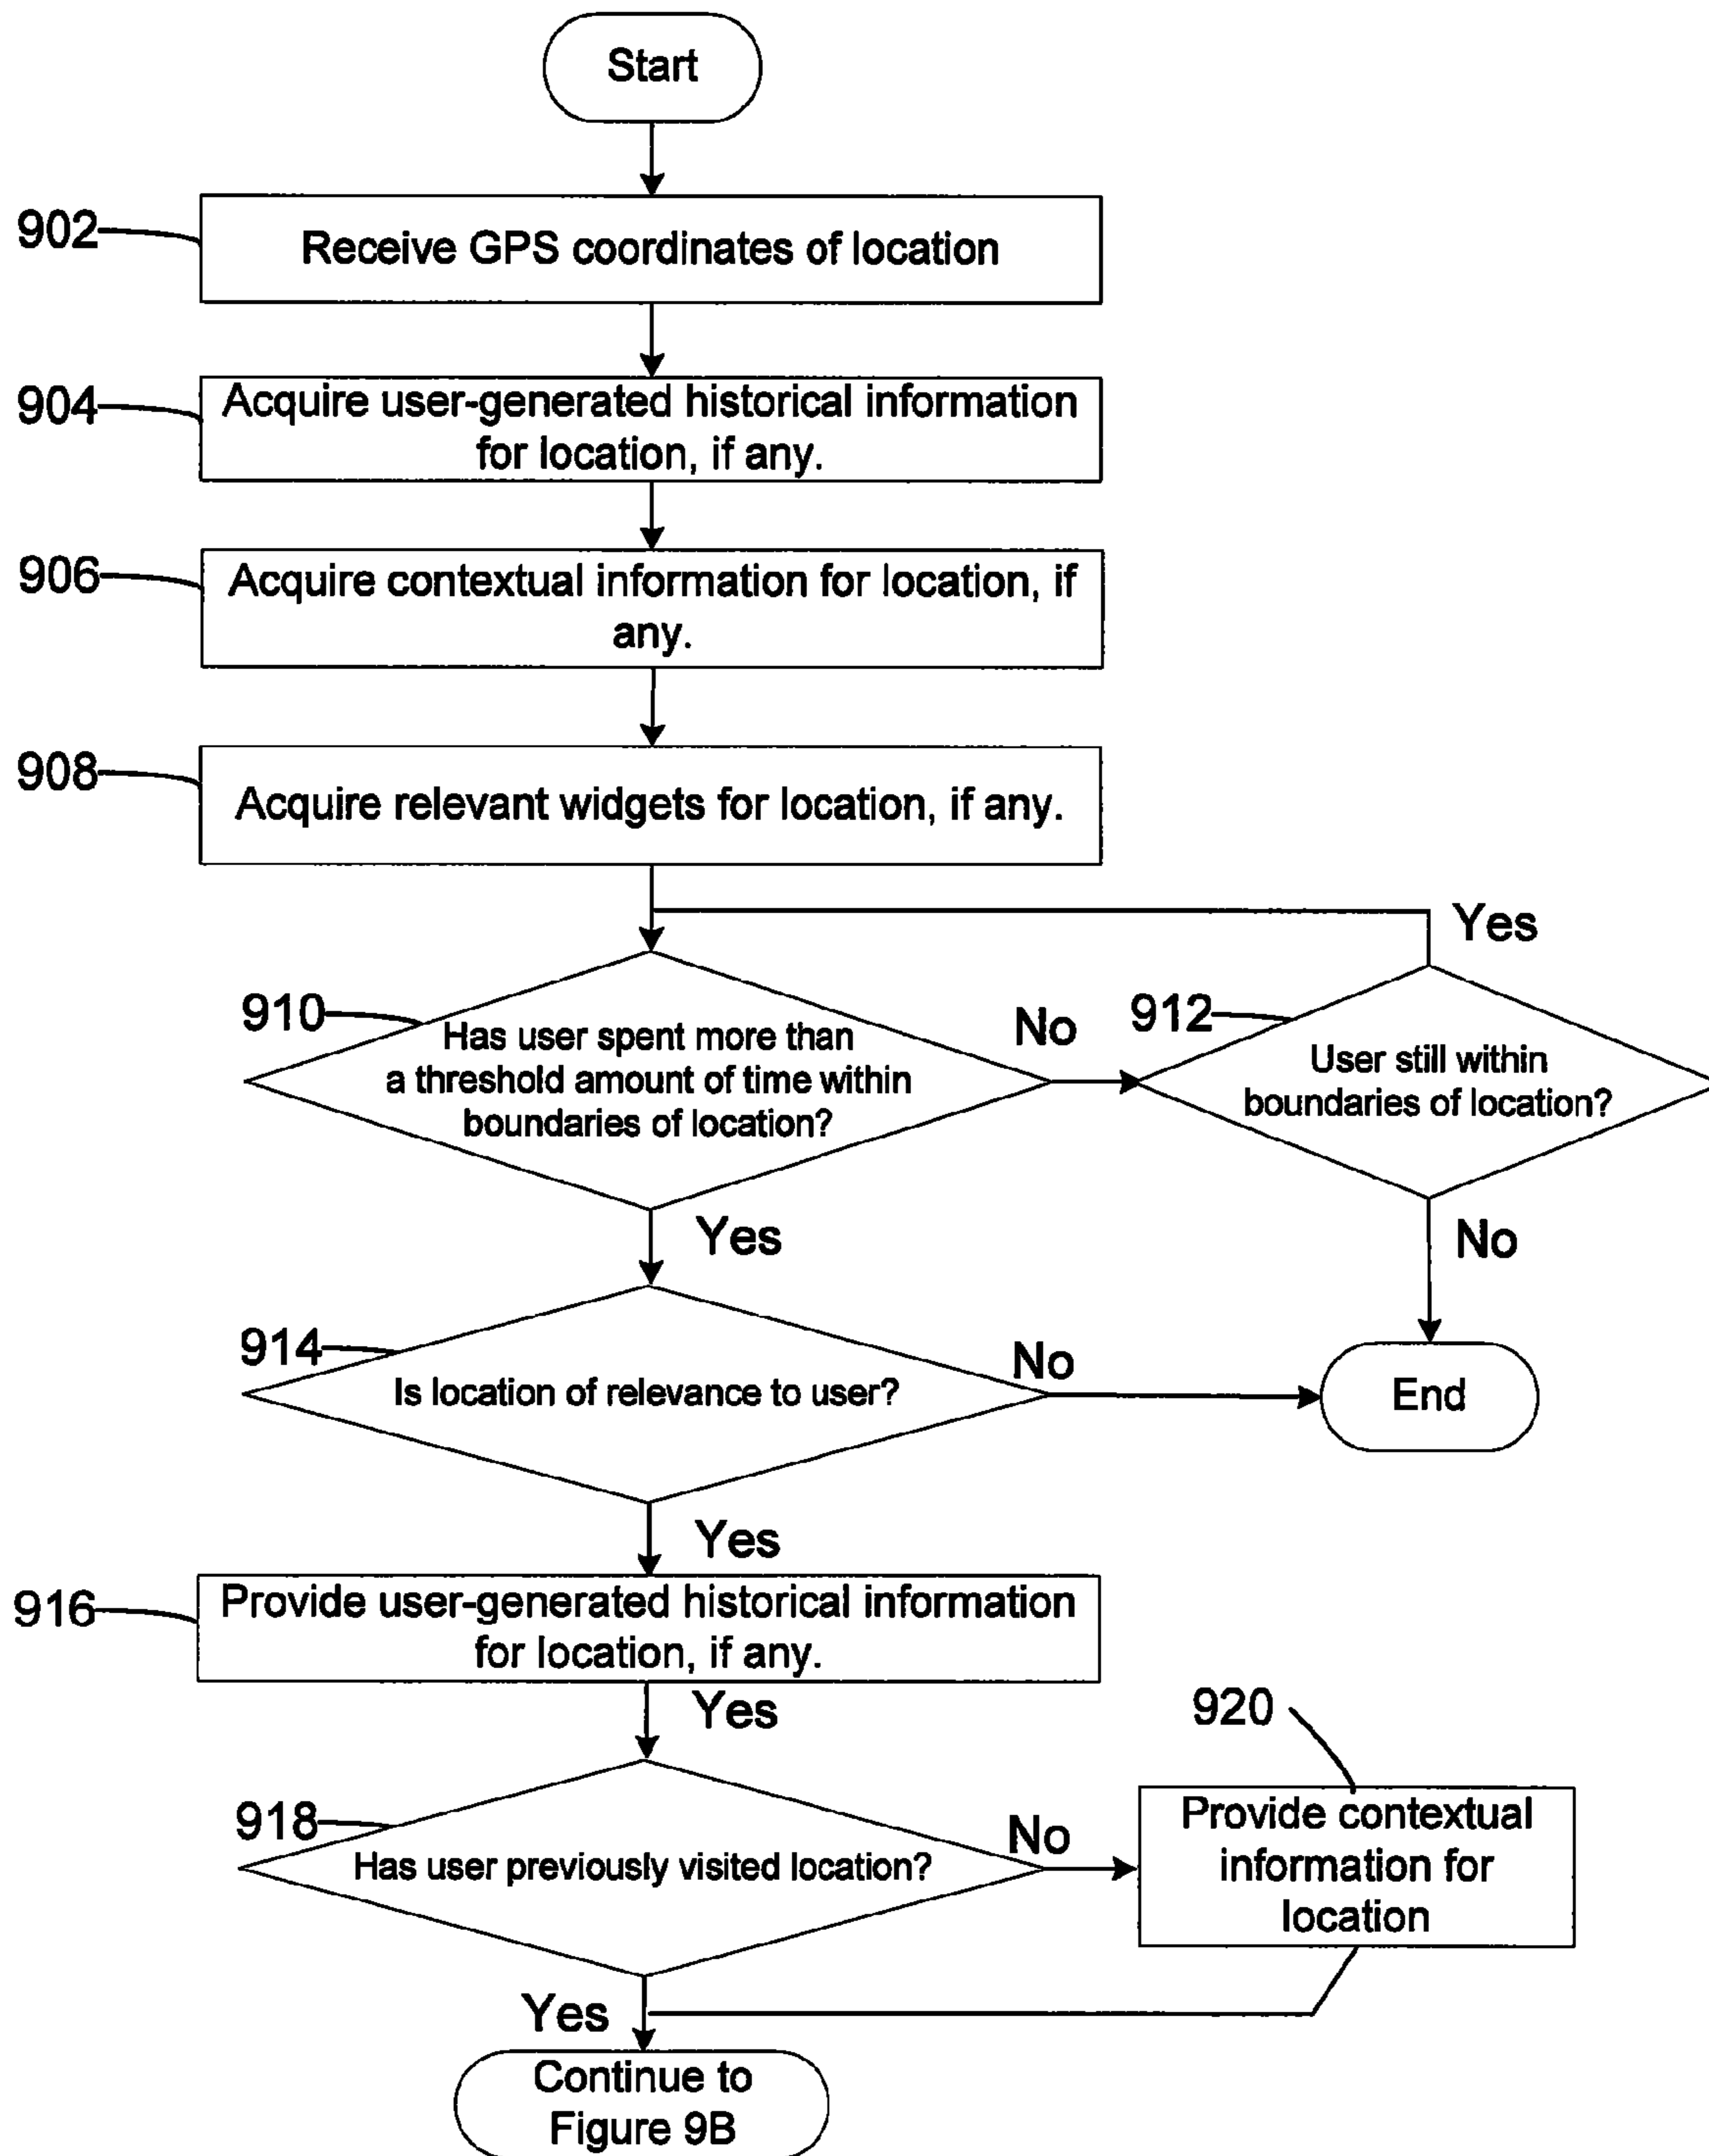 Start
902
Receive GPS coordinates of location
904
Acquire user-generated historical information
for location, if any.
906
Acquire contextual information for location, if
any.
908
Acquire relevant widgets for location, if any.
Yes
910
Has user spent more than
a threshold amount of time within
boundaries of location?
No
912
User still within
boundaries of location?
Yes
No
914
Is location of relevance to user?
No
End
Yes
916
Provide user-generated historical information
for location, if any.
Yes
918
Has user previously visited location?
No
920
Provide contextual
information for
location
Yes
Continue to
Figure 9B